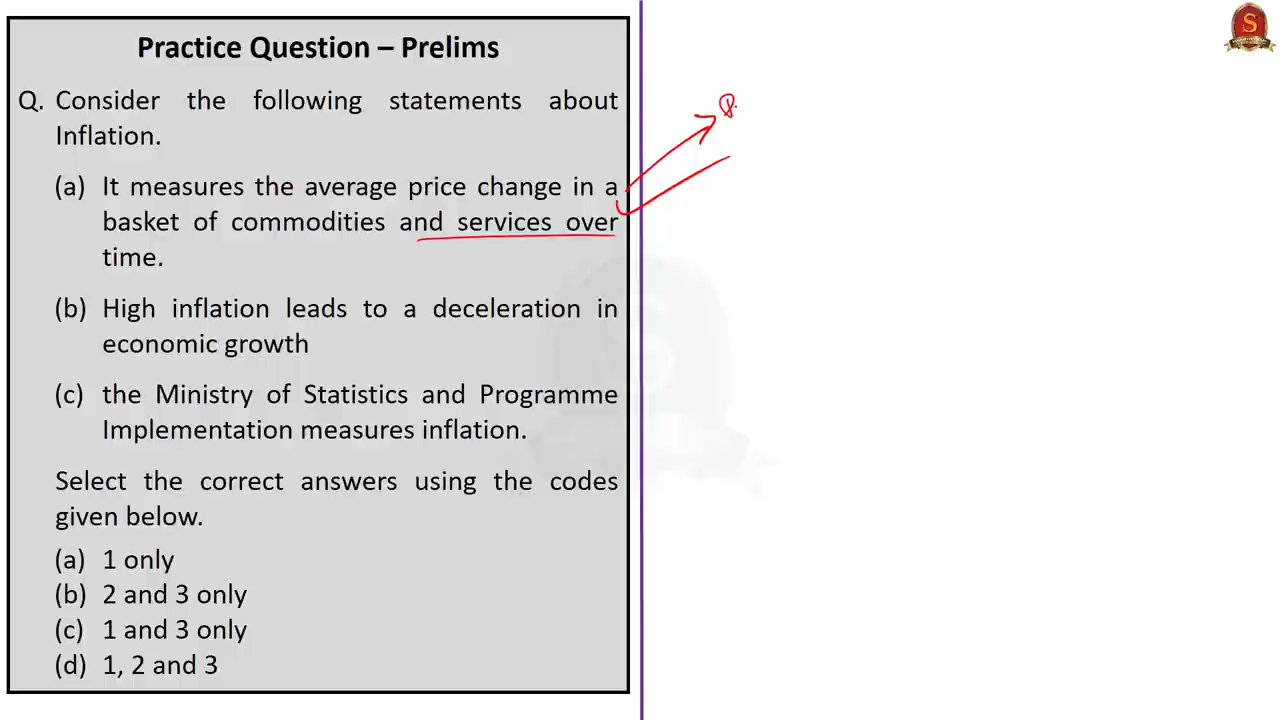 Practice Question – Prelims
Q. Consider the following statements about
Inflation.
(a) It measures the average price change in a
basket of commodities and services over
time.
(b) High inflation leads to a deceleration in
economic growth
(c) the Ministry of Statistics and Programme
Implementation measures inflation.
Select the correct answers using the codes
given below.
(a) 1 only
(b) 2 and 3 only
(c) 1 and 3 only
(d) 1, 2 and 3
S